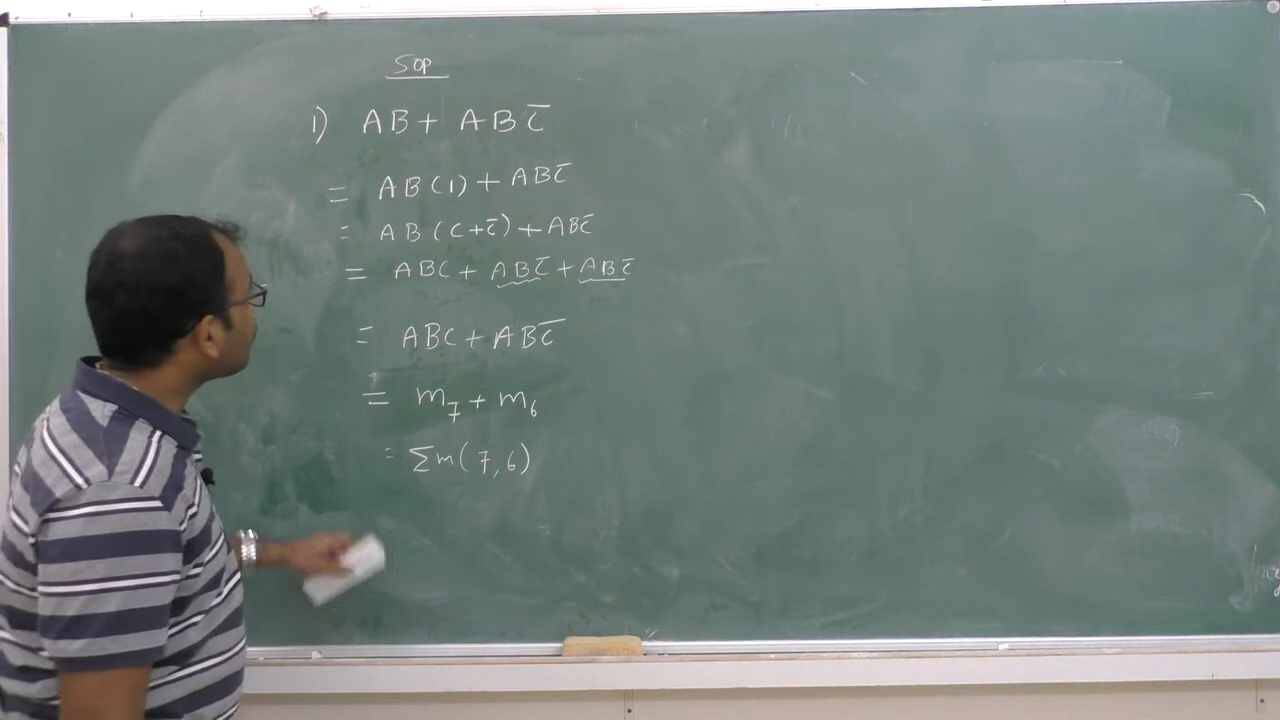 SOP
1) AB + ABC̅
= AB(1) + ABC̅
= AB(C+C̅) + ABC̅
= ABC + ABC̅ + ABC̅
= ABC + ABC̅
= m₇ + m₆
= Σm(7,6)